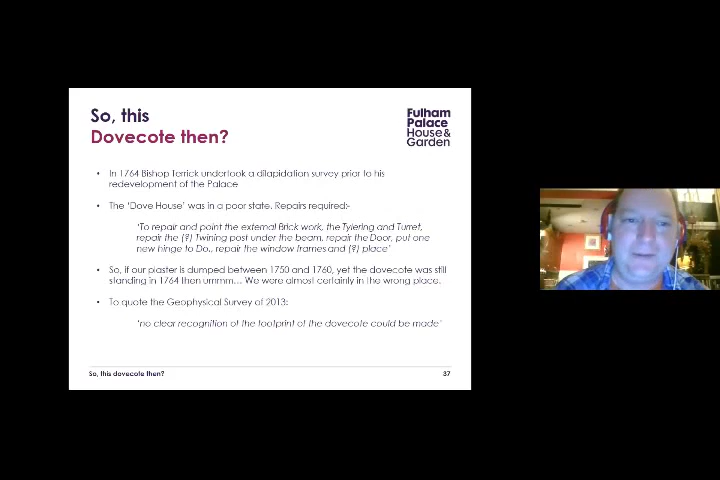 So, this
Dovecote then?
Fulham
Palace
House&
Garden
• In 1764 Bishop Terrick undertook a dilapidation survey prior to his
redevelopment of the Palace
• The 'Dove House' was in a poor state. Repairs required:-
'To repair and point the external Brick work, the Tylering and Turret,
repair the (?) Twining post under the beam, repair the Door, put one
new hinge to Do., repair the window frames and (?) place'
• So, if our plaster is dumped between 1750 and 1760, yet the dovecote was still
standing in 1764 then ummm… We were almost certainly in the wrong place.
• To quote the Geophysical Survey of 2013:
'no clear recognition of the footprint of the dovecote could be made'
So, this dovecote then?
37